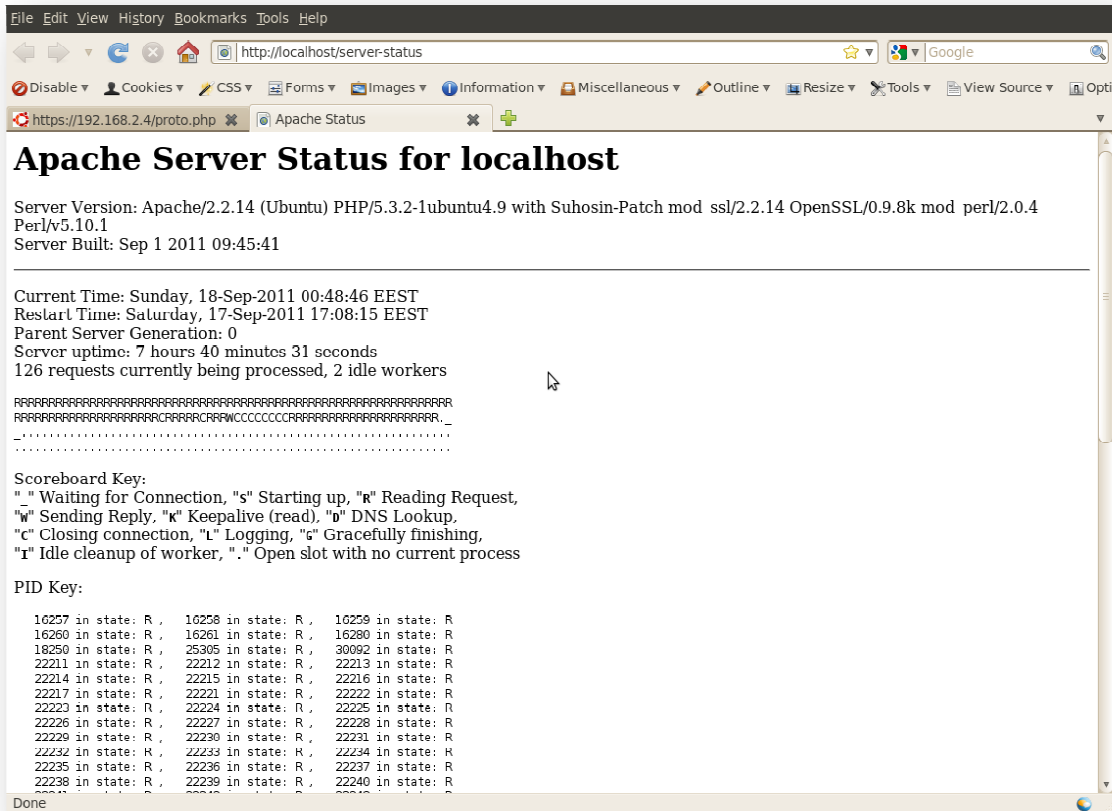 File Edit View History Bookmarks Tools Help
http://localhost/server-status Google
Disable Cookies CSS Forms Images Information Miscellaneous Outline Resize Tools View Source Opti
https://192.168.2.4/proto.php Apache Status
Apache Server Status for localhost
Server Version: Apache/2.2.14 (Ubuntu) PHP/5.3.2-1ubuntu4.9 with Suhosin-Patch mod_ssl/2.2.14 OpenSSL/0.9.8k mod_perl/2.0.4
Perl/v5.10.1
Server Built: Sep 1 2011 09:45:41
Current Time: Sunday, 18-Sep-2011 00:48:46 EEST
Restart Time: Saturday, 17-Sep-2011 17:08:15 EEST
Parent Server Generation: 0
Server uptime: 7 hours 40 minutes 31 seconds
126 requests currently being processed, 2 idle workers
RRRRRRRRRRRRRRRRRRRRRRRRRRRRRRRRRRRRRRRRRRRRRRRRRRRRRRRRRRRRRRRR
RRRRRRRRRRRRRRRRRRRRRCRRRRRCRRRWCCCCCCCCRRRRRRRRRRRRRRRRRRRRRR._
_...............................................................
................................................................
Scoreboard Key:
"_" Waiting for Connection, "S" Starting up, "R" Reading Request,
"W" Sending Reply, "K" Keepalive (read), "D" DNS Lookup,
"C" Closing connection, "L" Logging, "G" Gracefully finishing,
"I" Idle cleanup of worker, "." Open slot with no current process
PID Key:
16257 in state: R , 16258 in state: R , 16259 in state: R
16260 in state: R , 16261 in state: R , 16280 in state: R
18250 in state: R , 25305 in state: R , 30092 in state: R
22211 in state: R , 22212 in state: R , 22213 in state: R
22214 in state: R , 22215 in state: R , 22216 in state: R
22217 in state: R , 22221 in state: R , 22222 in state: R
22223 in state: R , 22224 in state: R , 22225 in state: R
22226 in state: R , 22227 in state: R , 22228 in state: R
22229 in state: R , 22230 in state: R , 22231 in state: R
22232 in state: R , 22233 in state: R , 22234 in state: R
22235 in state: R , 22236 in state: R , 22237 in state: R
22238 in state: R , 22239 in state: R , 22240 in state: R
Done